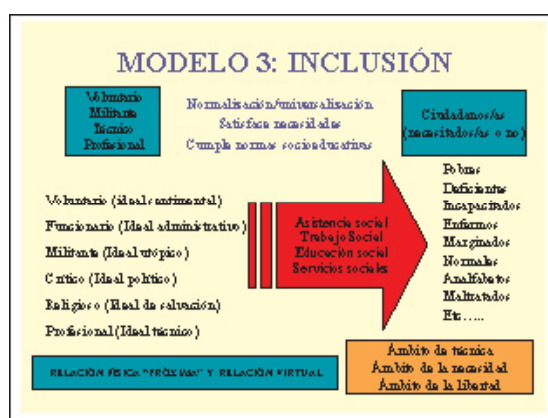 MODELO 3: INCLUSIÓN
Voluntario
Militante
Técnico
Profesional
Normalización/universalización
Satisface necesidades
Cumple normas socioeducativas
Ciudadanos/as
(necesitados/as o no)
Voluntario (ideal sentimental)
Funcionario (Ideal administrativo)
Militante (Ideal utópico)
Crítico (Ideal político)
Religioso (Ideal de salvación)
Profesional (Ideal técnico)
Asistencia social
Trabajo Social
Educación social
Servicios sociales
Pobres
Deficientes
Incapacitados
Enfermos
Marginados
Normales
Analfabetos
Maltratados
Etc.....
RELACIÓN FÍSICA "PRÓXIMA" Y RELACIÓN VIRTUAL
Ámbito de técnica
Ámbito de la necesidad
Ámbito de la libertad